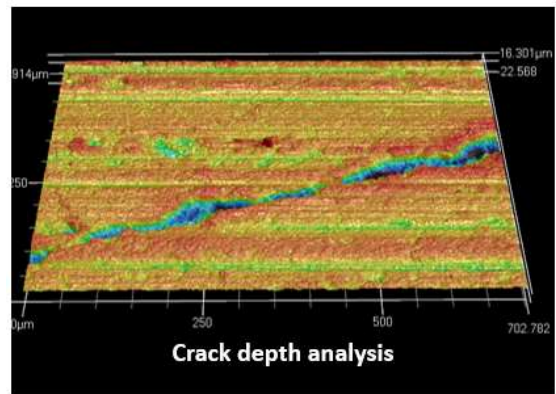 16.301μm
914μm
22.568
250
0μm
250
500
702.782
Crack depth analysis